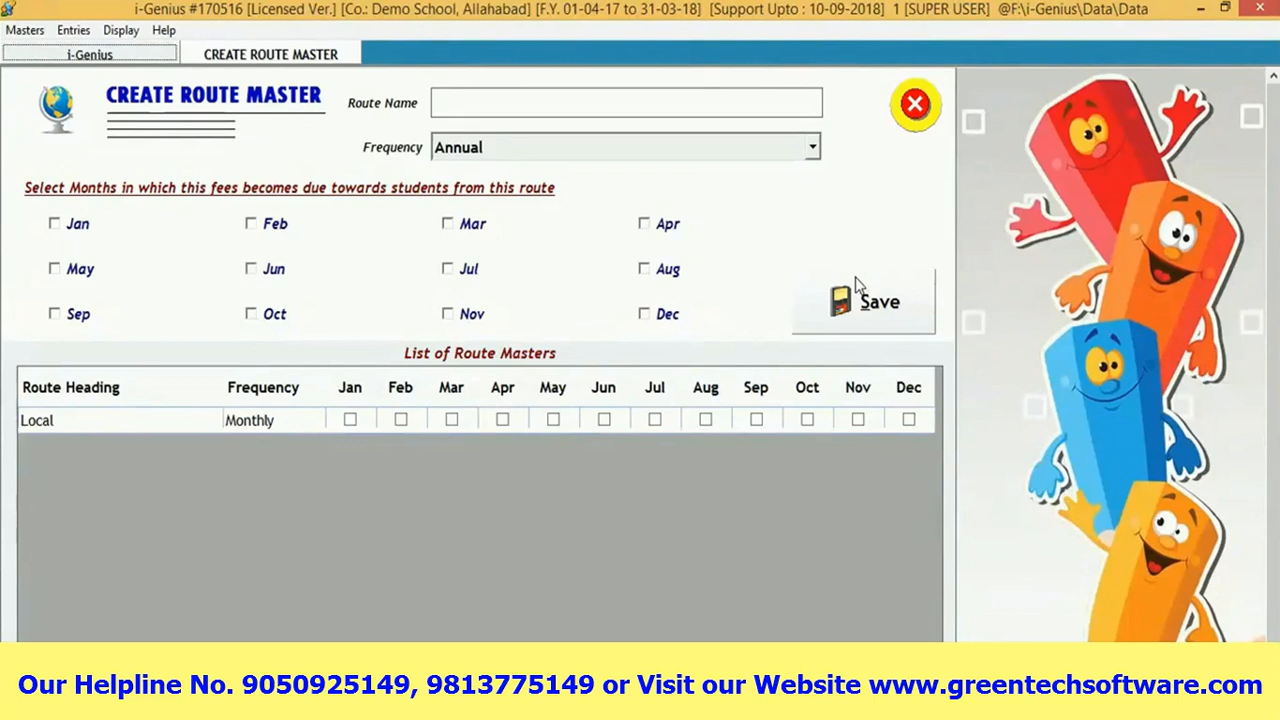 i-Genius #170516 [Licensed Ver.] [Co.: Demo School, Allahabad] [F.Y. 01-04-17 to 31-03-18] [Support Upto : 10-09-2018] 1 [SUPER USER] @F:\i-Genius\Data\Data
Masters Entries Display Help
i-Genius CREATE ROUTE MASTER
CREATE ROUTE MASTER
Route Name
Frequency Annual
Select Months in which this fees becomes due towards students from this route
Jan Feb Mar Apr
May Jun Jul Aug
Save
Sep Oct Nov Dec
List of Route Masters
Route Heading Frequency Jan Feb Mar Apr May Jun Jul Aug Sep Oct Nov Dec
Local Monthly
Our Helpline No. 9050925149, 9813775149 or Visit our Website www.greentechsoftware.com